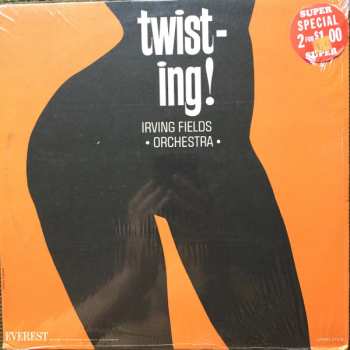 twist-
ing!
IRVING FIELDS
• ORCHESTRA •
SUPER
SPECIAL
2 FOR $1.00
SUPER
EVEREST